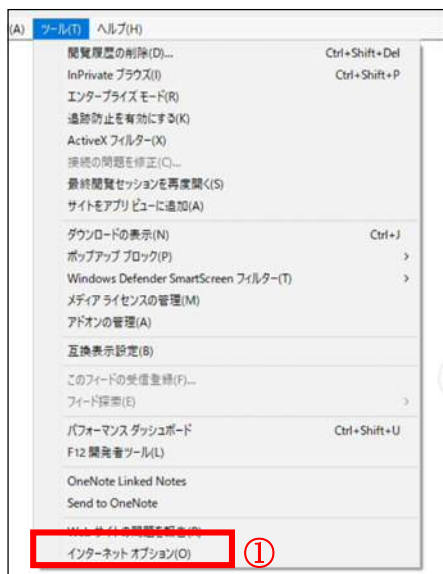 (A) ツール(T) ヘルプ(H)
閲覧履歴の削除(D)... Ctrl+Shift+Del
InPrivate ブラウズ(I) Ctrl+Shift+P
エンタープライズ モード(R)
追跡防止を有効にする(K)
ActiveX フィルター(X)
接続の問題を修正(C)...
最終閲覧セッションを再度開く(S)
サイトをアプリ ビューに追加(A)
ダウンロードの表示(N) Ctrl+J
ポップアップ ブロック(P)
Windows Defender SmartScreen フィルター(T)
メディア ライセンスの管理(M)
アドオンの管理(A)
互換表示設定(B)
このフィードの受信登録(F)...
フィード探索(E)
パフォーマンス ダッシュボード Ctrl+Shift+U
F12 開発者ツール(L)
OneNote Linked Notes
Send to OneNote
Web サイトの問題を報告(R)
インターネット オプション(O) ①